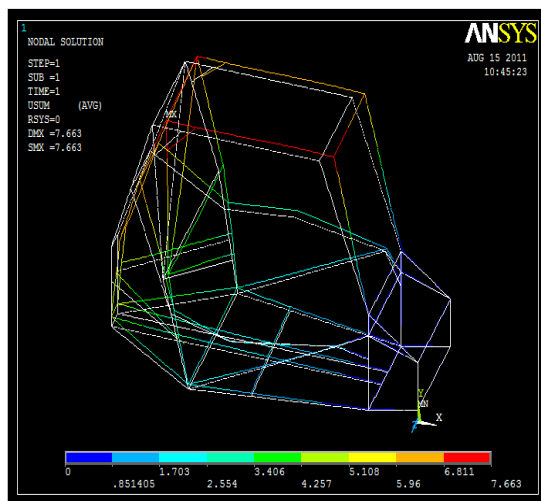 1
NODAL SOLUTION
STEP=1
SUB =1
TIME=1
USUM (AVG)
RSYS=0
DMX =7.663
SMX =7.663
ANSYS
AUG 15 2011
10:45:23
MX
Y
MN
X
0 1.703 3.406 5.108 6.811
.851405 2.554 4.257 5.96 7.663